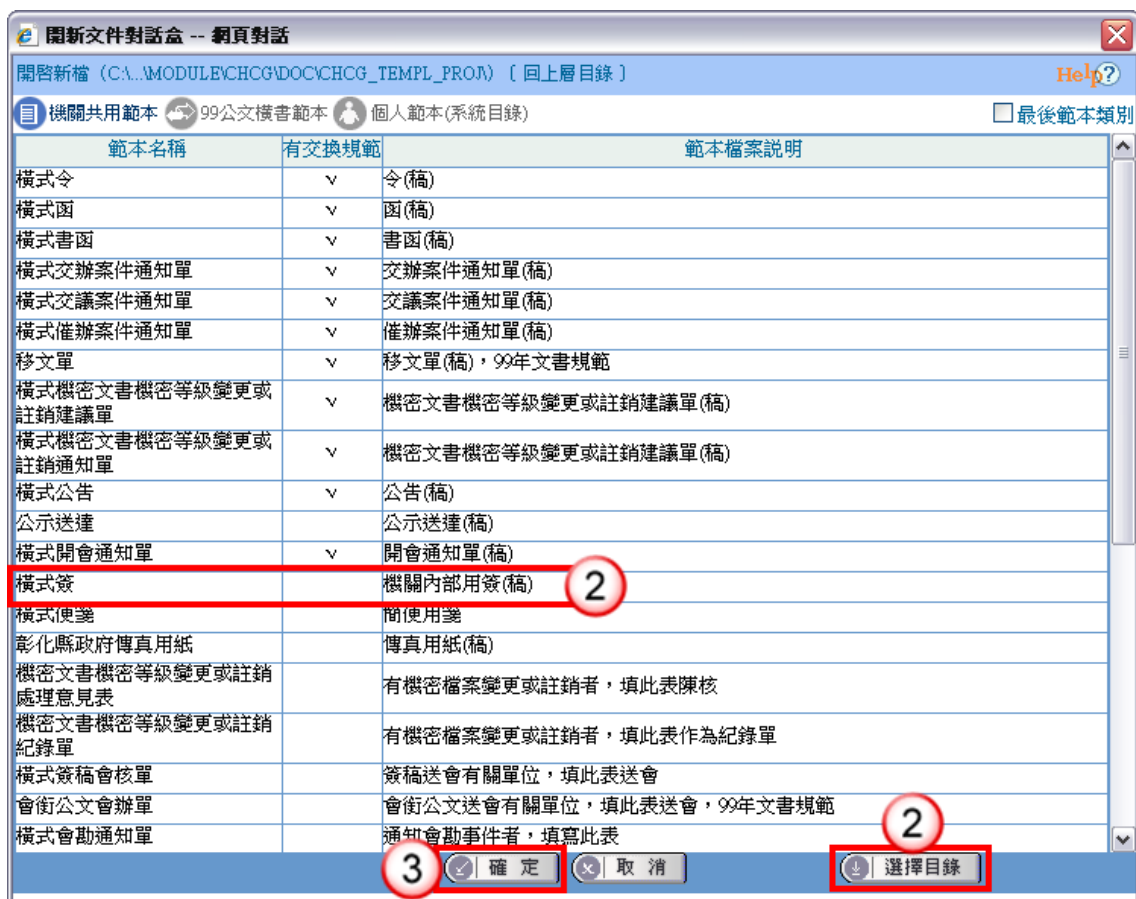 開新文件對話盒 -- 網頁對話
開啓新檔 (C:\...\MODULE\CHCG\DOC\CHCG_TEMPL_PROJ\) 〔 回上層目錄 〕 Help?
機關共用範本 99公文橫書範本 個人範本(系統目錄) 最後範本類別
範本名稱 有交換規範 範本檔案說明
橫式令 v 令(稿)
橫式函 v 函(稿)
橫式書函 v 書函(稿)
橫式交辦案件通知單 v 交辦案件通知單(稿)
橫式交議案件通知單 v 交議案件通知單(稿)
橫式催辦案件通知單 v 催辦案件通知單(稿)
移文單 v 移文單(稿)，99年文書規範
橫式機密文書機密等級變更或
註銷建議單 v 機密文書機密等級變更或註銷建議單(稿)
橫式機密文書機密等級變更或
註銷通知單 v 機密文書機密等級變更或註銷建議單(稿)
橫式公告 v 公告(稿)
公示送達 公示送達(稿)
橫式開會通知單 v 開會通知單(稿)
橫式簽 機關內部用簽(稿) 2
橫式便箋 簡便用箋
彰化縣政府傳真用紙 傳真用紙(稿)
機密文書機密等級變更或註銷
處理意見表 有機密檔案變更或註銷者，填此表陳核
機密文書機密等級變更或註銷
紀錄單 有機密檔案變更或註銷者，填此表作為紀錄單
橫式簽稿會核單 簽稿送會有關單位，填此表送會
會銜公文會辦單 會銜公文送會有關單位，填此表送會，99年文書規範
橫式會勘通知單 通知會勘事件者，填寫此表 2
3 確 定 取 消 選擇目錄